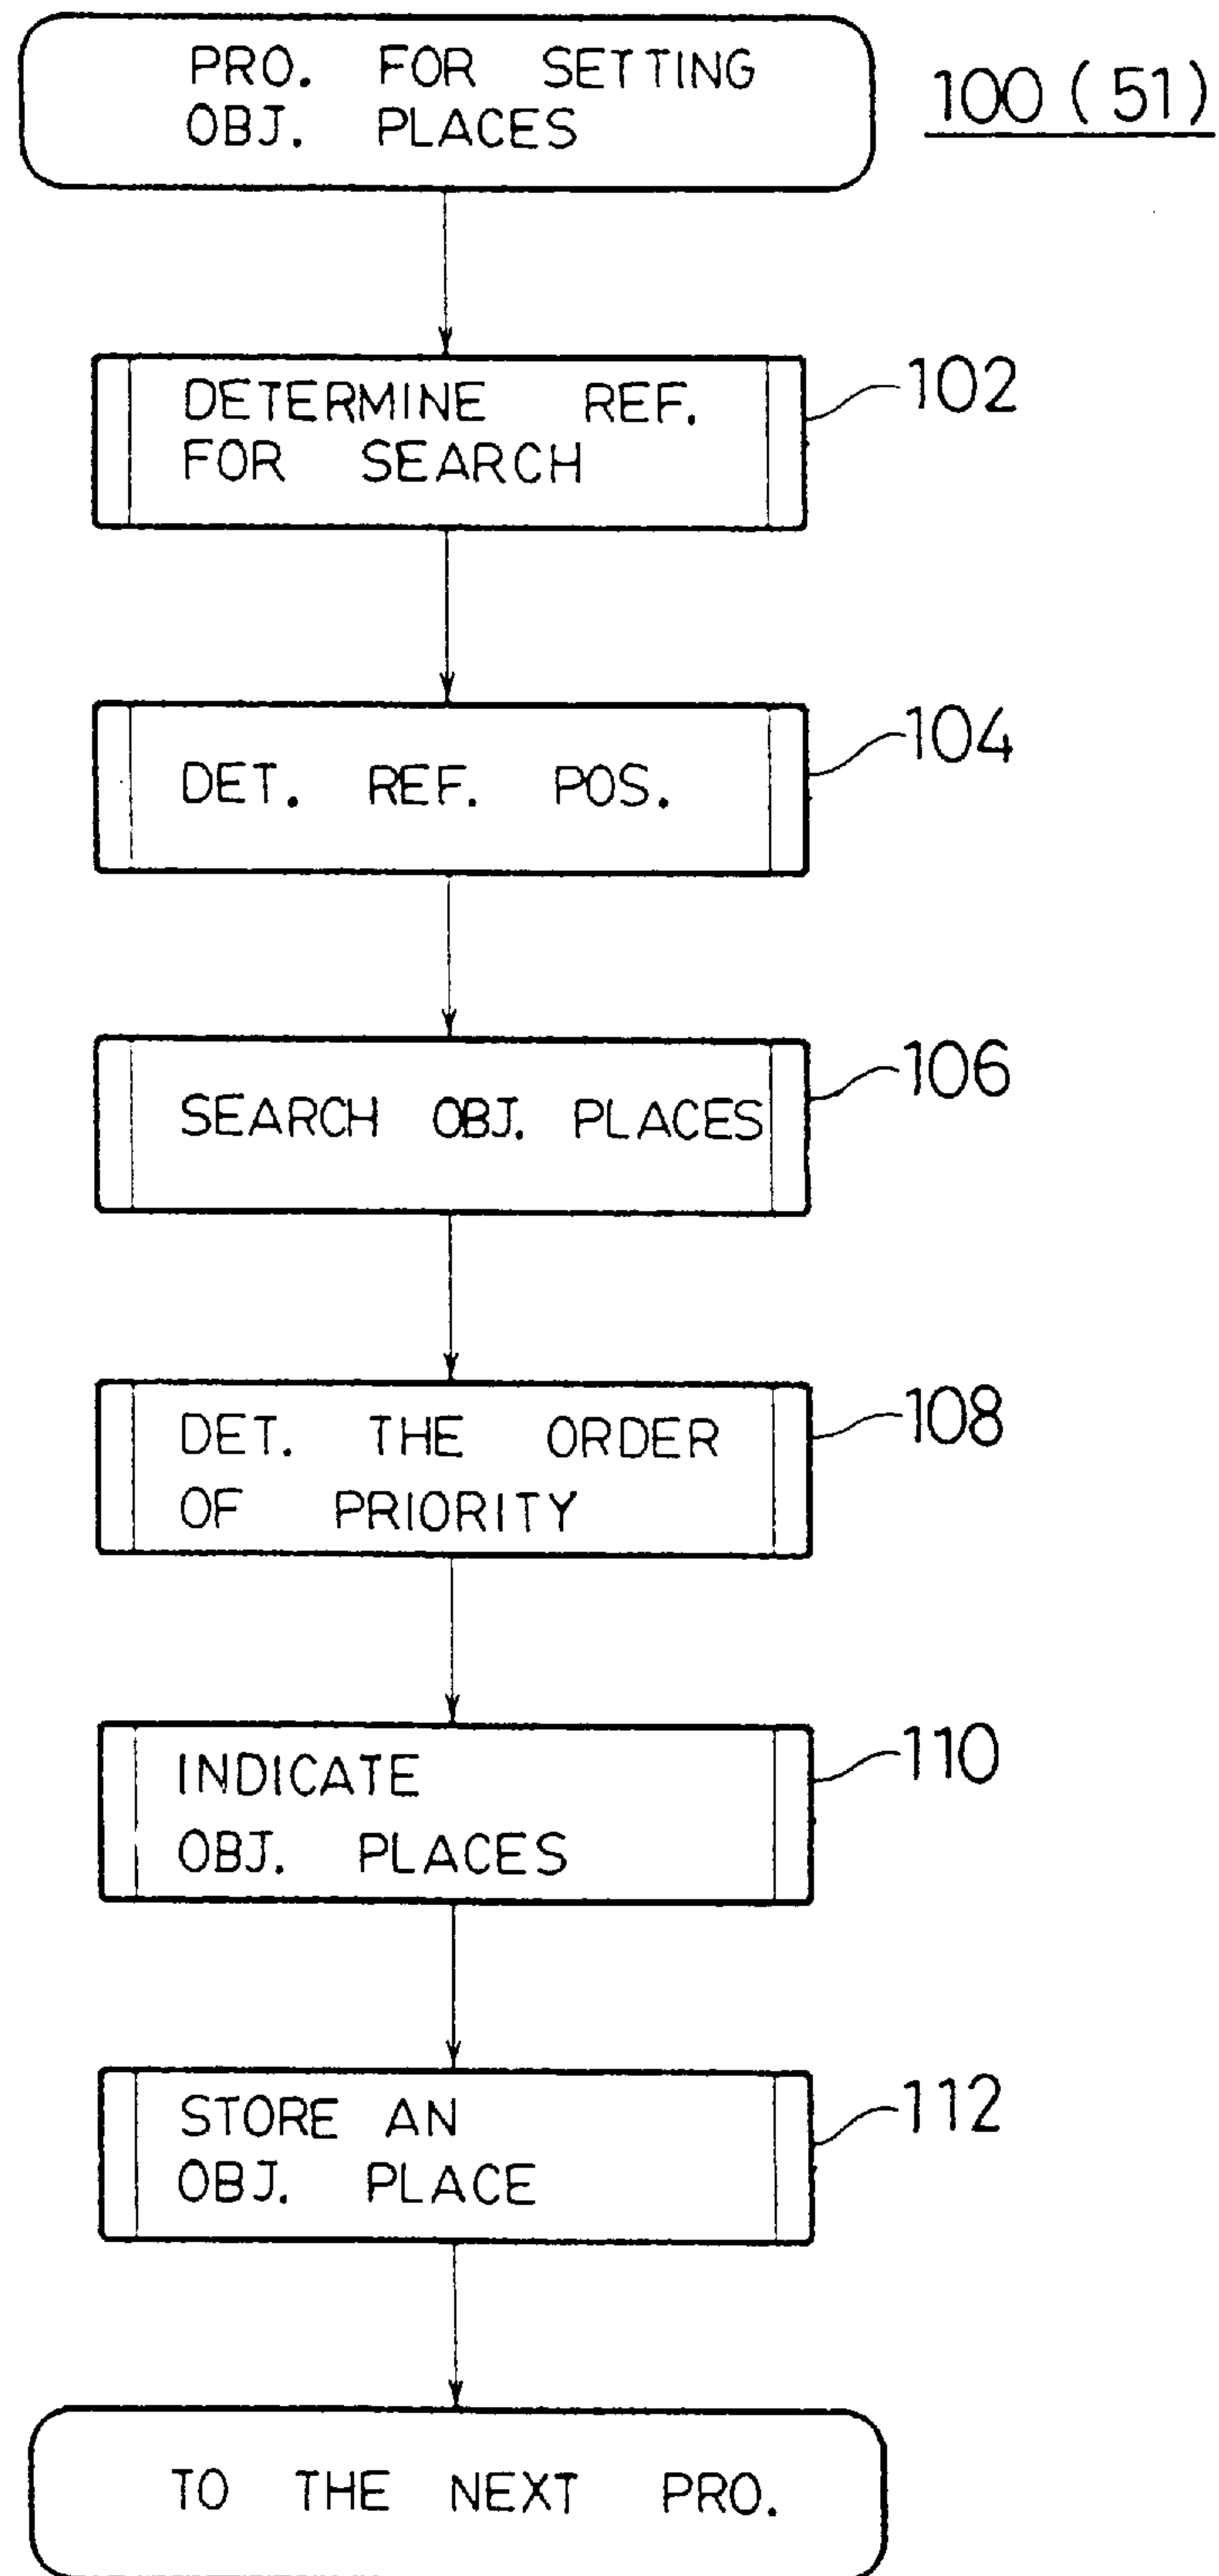 PRO. FOR SETTING
OBJ. PLACES
100 (51)
DETERMINE REF.
FOR SEARCH
102
DET. REF. POS.
104
SEARCH OBJ. PLACES
106
DET. THE ORDER
OF PRIORITY
108
INDICATE
OBJ. PLACES
110
STORE AN
OBJ. PLACE
112
TO THE NEXT PRO.